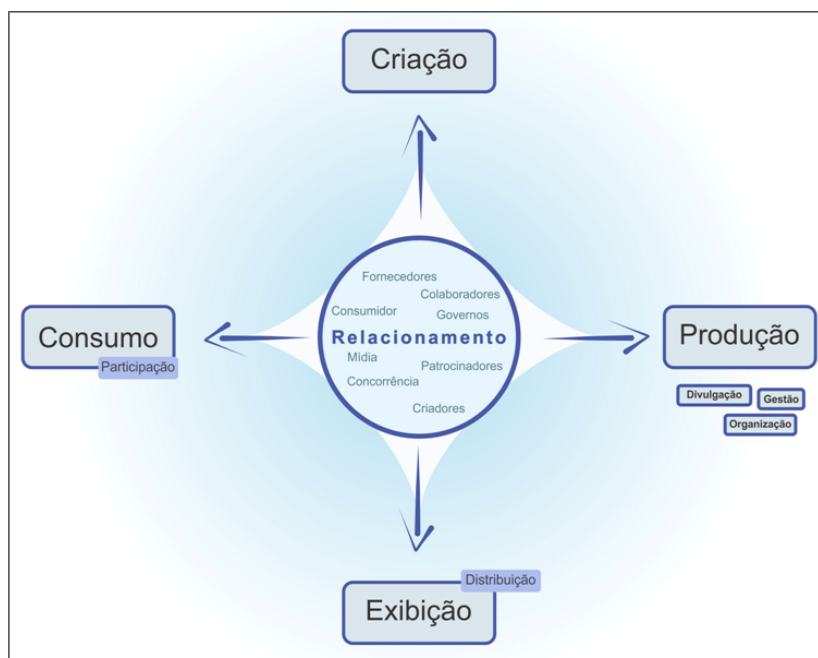 Criação
Fornecedores
Colaboradores
Consumidor
Governos
Relacionamento
Mídia
Patrocinadores
Concorrência
Criadores
Consumo
Participação
Produção
Divulgação
Gestão
Organização
Distribuição
Exibição